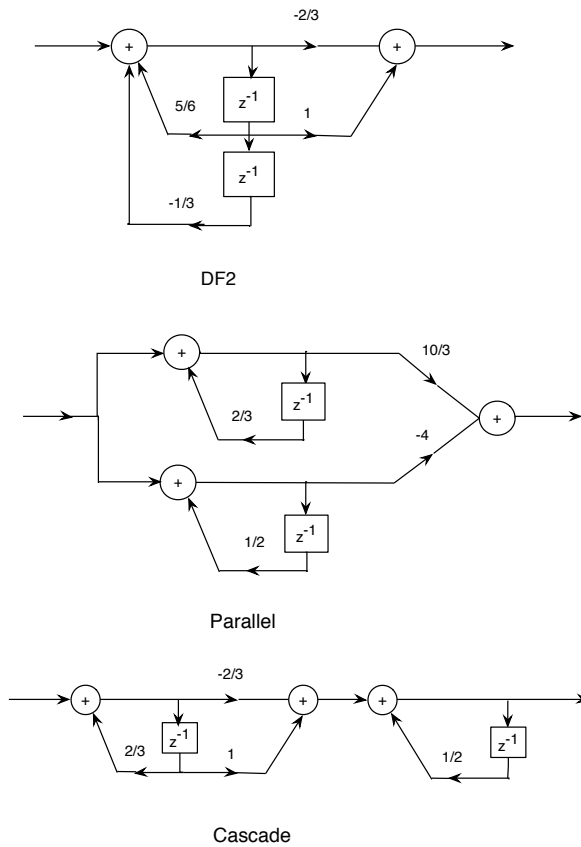 -2/3
+
+
5/6
z-1
1
z-1
-1/3
DF2
+
10/3
z-1
2/3
+
-4
+
z-1
1/2
Parallel
-2/3
+
+
+
2/3
z-1
1
1/2
z-1
Cascade